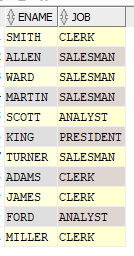 ENAME JOB
SMITH CLERK
ALLEN SALESMAN
WARD SALESMAN
MARTIN SALESMAN
SCOTT ANALYST
KING PRESIDENT
TURNER SALESMAN
ADAMS CLERK
JAMES CLERK
FORD ANALYST
MILLER CLERK